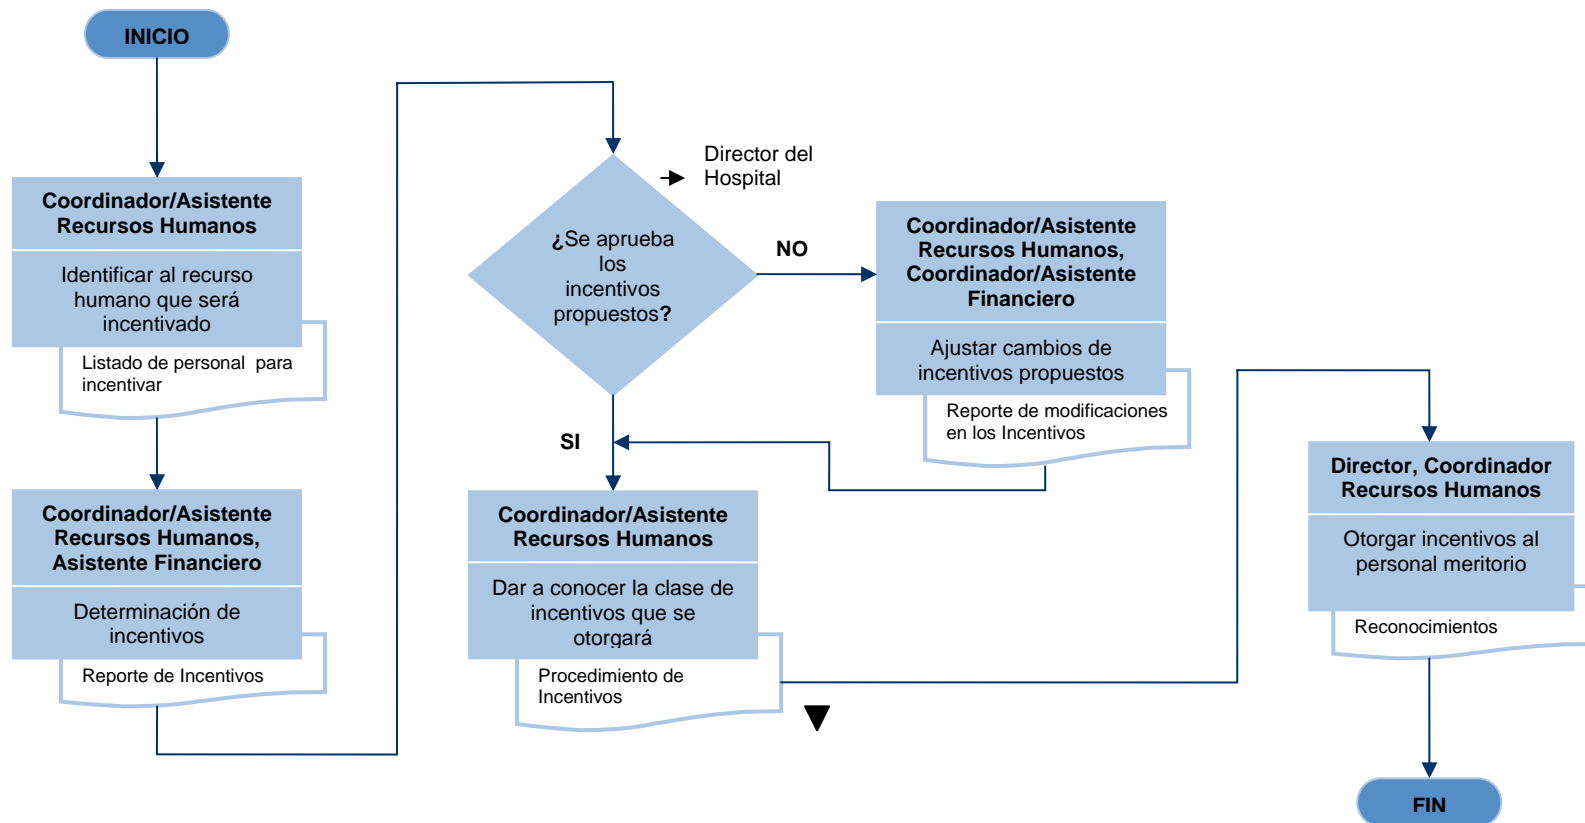 INICIO
Coordinador/Asistente
Recursos Humanos
Identificar al recurso
humano que será
incentivado
Listado de personal para
incentivar
Coordinador/Asistente
Recursos Humanos,
Asistente Financiero
Determinación de
incentivos
Reporte de Incentivos
¿Se aprueba
los
incentivos
propuestos?
Director del
Hospital
NO
SI
Coordinador/Asistente
Recursos Humanos,
Coordinador/Asistente
Financiero
Ajustar cambios de
incentivos propuestos
Reporte de modificaciones
en los Incentivos
Coordinador/Asistente
Recursos Humanos
Dar a conocer la clase de
incentivos que se
otorgará
Procedimiento de
Incentivos
Director, Coordinador
Recursos Humanos
Otorgar incentivos al
personal meritorio
Reconocimientos
FIN